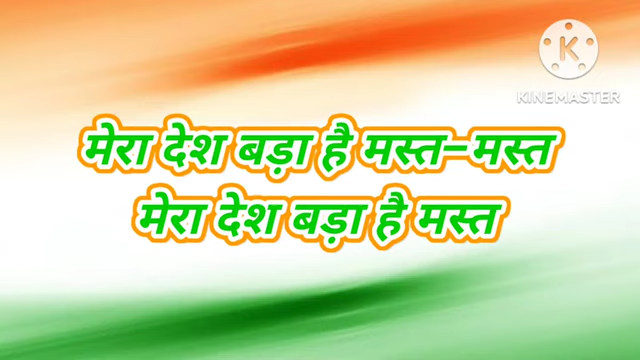 K
KINEMASTER
मेरा देश बड़ा है मस्त-मस्त
मेरा देश बड़ा है मस्त